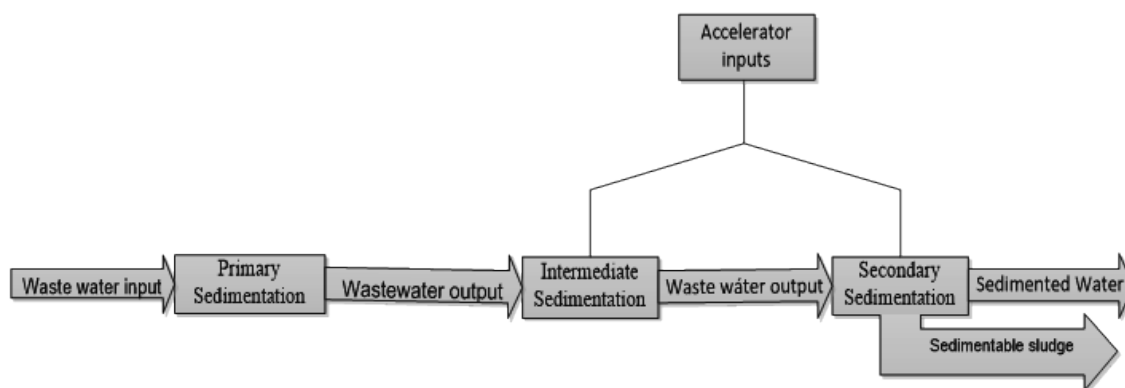 Accelerator
inputs
Waste water input
Primary
Sedimentation
Wastewater output
Intermediate
Sedimentation
Waste wáter output
Secondary
Sedimentation
Sedimented Water
Sedimentable sludge